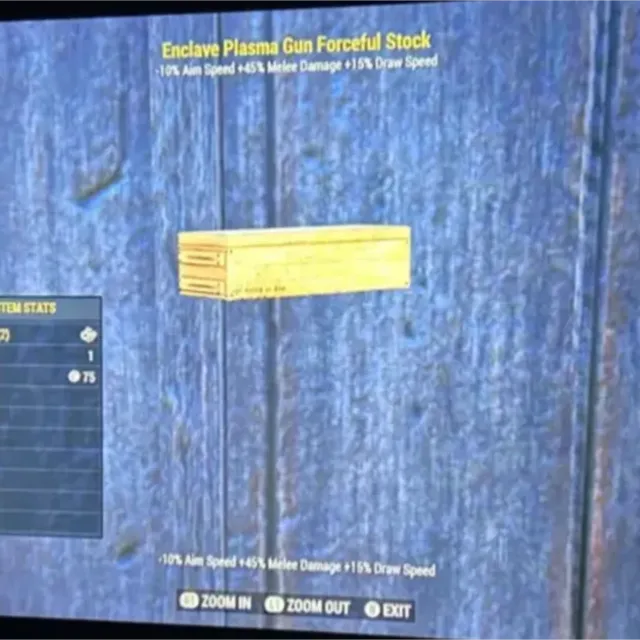 Enclave Plasma Gun Forceful Stock
-10% Aim Speed +45% Melee Damage +15% Draw Speed
TEM STATS
1
75
-10% Aim Speed +45% Melee Damage +15% Draw Speed
ZOOM IN ZOOM OUT EXIT